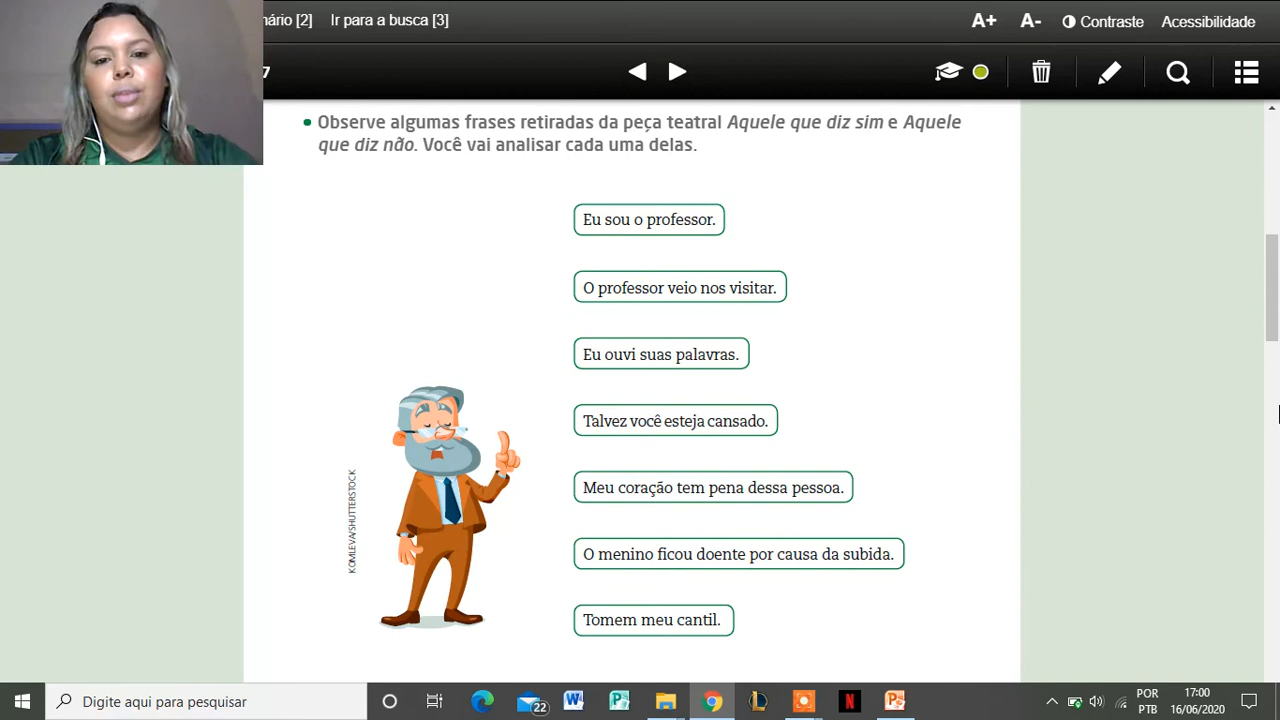 nário [2] Ir para a busca [3] A+ A- Contraste Acessibilidade
7
• Observe algumas frases retiradas da peça teatral Aquele que diz sim e Aquele
que diz não. Você vai analisar cada uma delas.
Eu sou o professor.
O professor veio nos visitar.
Eu ouvi suas palavras.
Talvez você esteja cansado.
Meu coração tem pena dessa pessoa.
O menino ficou doente por causa da subida.
Tomem meu cantil.
KOMLEVA/SHUTTERSTOCK
Digite aqui para pesquisar
22
POR
PTB
17:00
16/06/2020